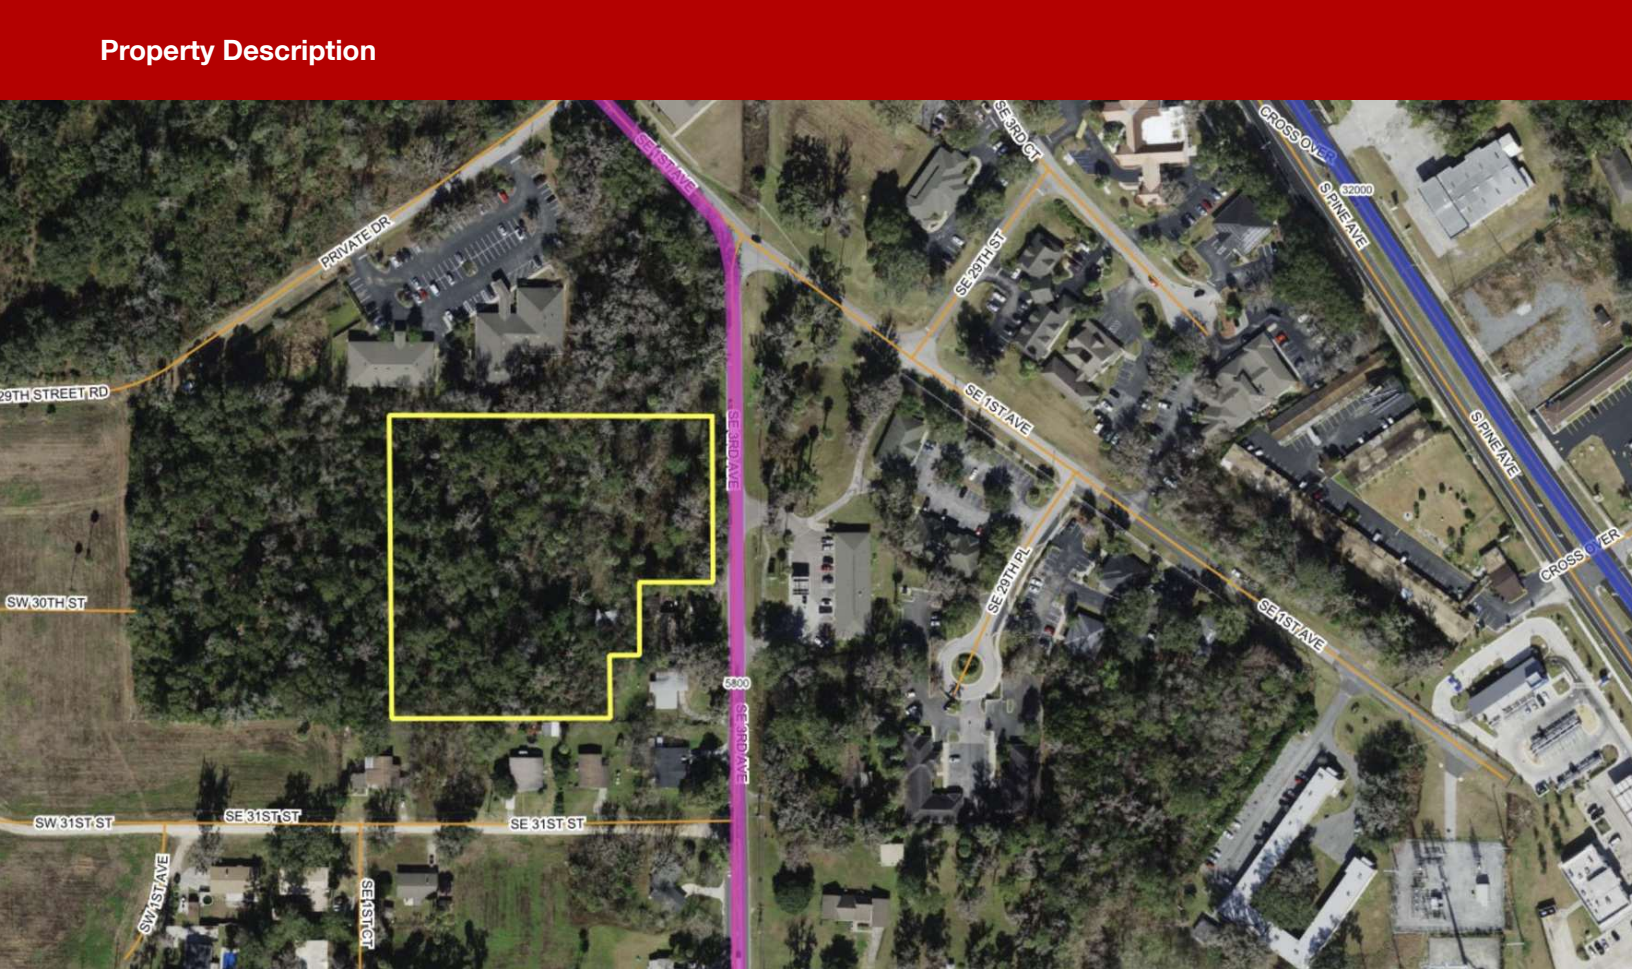 Property Description
SE 1ST AVE
SE 3RD CT
CROSS OVER
32000
S PINE AVE
PRIVATE DR
SE 29TH ST
29TH STREET RD
SE 3RD AVE
SE 1ST AVE
S PINE AVE
CROSS OVER
SE 29TH PL
SW 30TH ST
SE 1ST AVE
5800
SE 3RD AVE
SW 31ST ST
SE 31ST ST
SE 31ST ST
SW 1ST AVE
SE 1ST CT